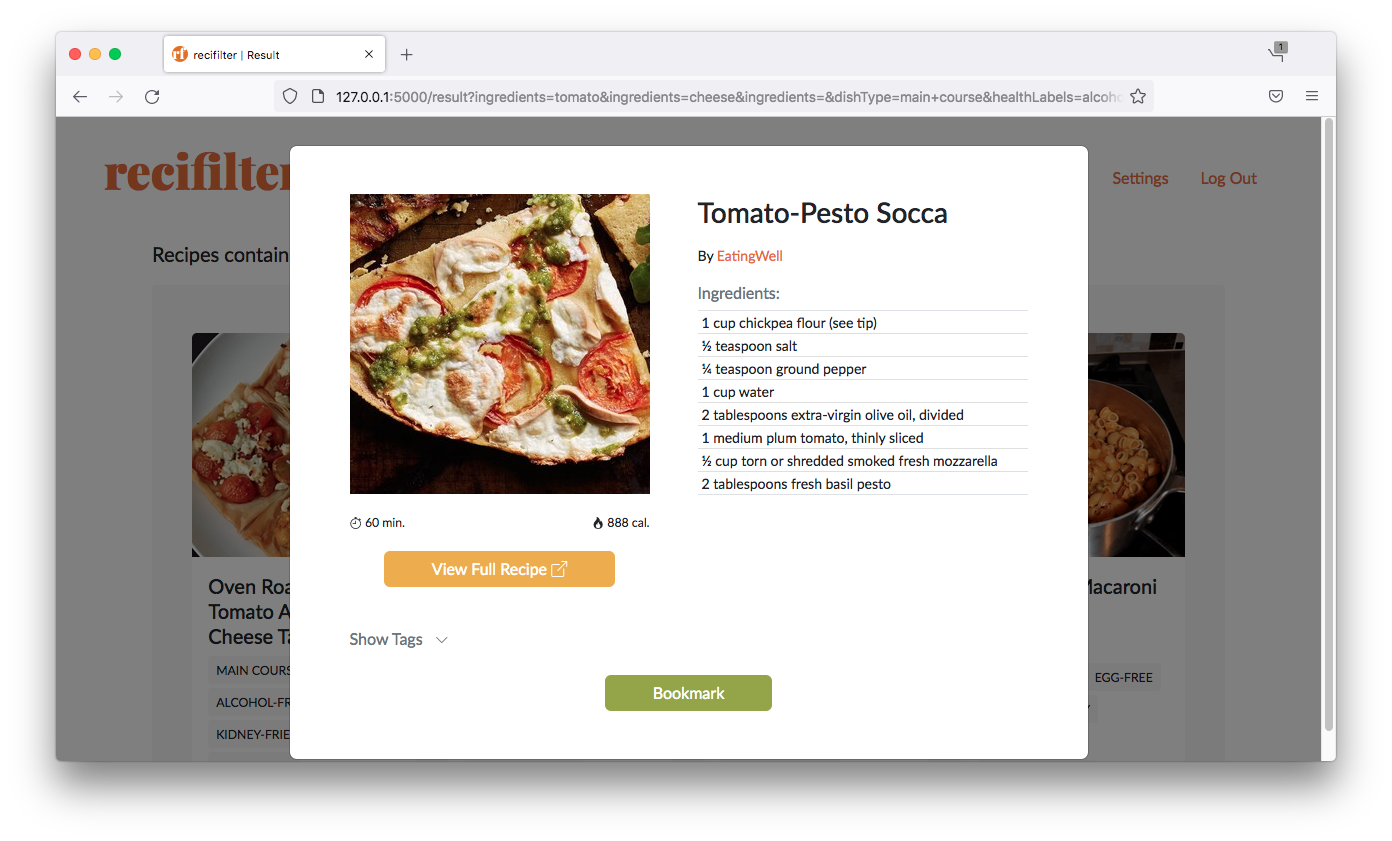 recifilter | Result
1
127.0.0.1:5000/result?ingredients=tomato&ingredients=cheese&ingredients=&dishType=main+course&healthLabels=alcoho
recifilter
Settings
Log Out
Recipes contain
Tomato-Pesto Socca
By EatingWell
Ingredients:
1 cup chickpea flour (see tip)
½ teaspoon salt
¼ teaspoon ground pepper
1 cup water
2 tablespoons extra-virgin olive oil, divided
1 medium plum tomato, thinly sliced
½ cup torn or shredded smoked fresh mozzarella
2 tablespoons fresh basil pesto
60 min.
888 cal.
View Full Recipe
Show Tags
Bookmark
Oven Roa
Tomato A
Cheese Ta
MAIN COURS
ALCOHOL-FR
KIDNEY-FRIE
Macaroni
EGG-FREE